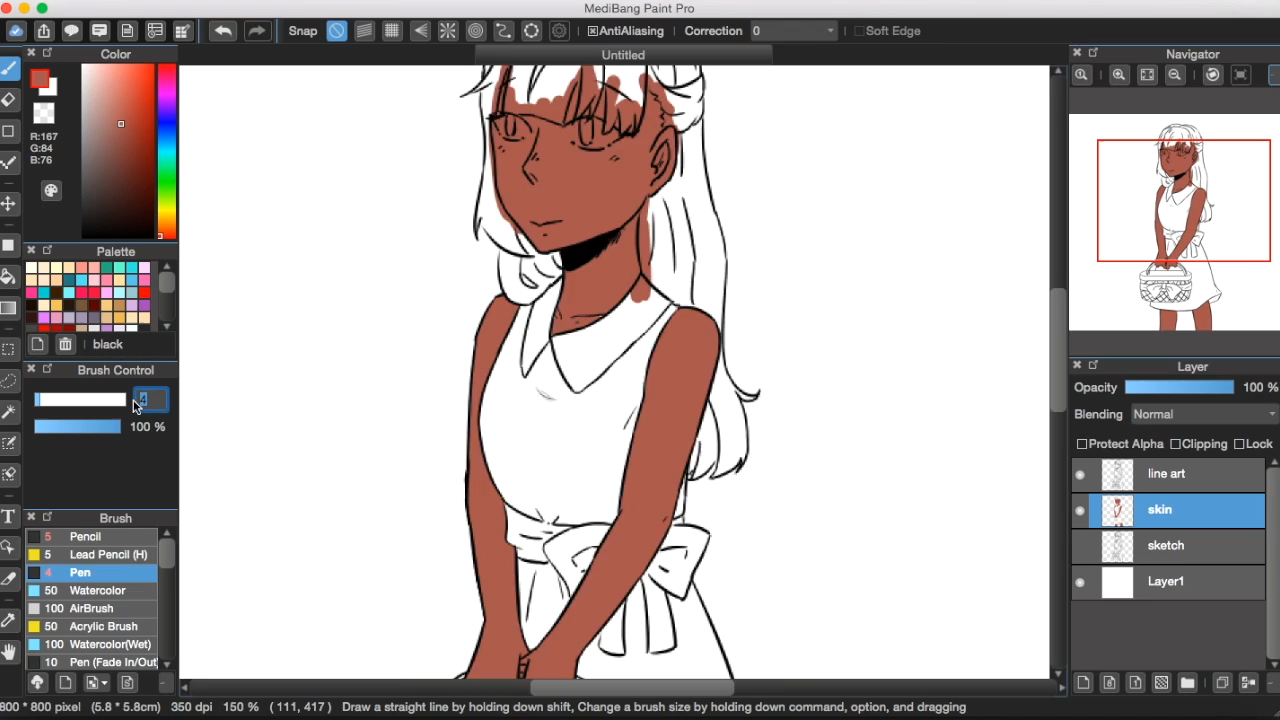 MediBang Paint Pro
Snap AntiAliasing Correction 0 Soft Edge
Color
Untitled
Navigator
R:167
G:84
B:76
Palette
black
Brush Control
4
100 %
Brush
5 Pencil
5 Lead Pencil (H)
4 Pen
50 Watercolor
100 AirBrush
50 Acrylic Brush
100 Watercolor(Wet)
10 Pen (Fade In/Out
T
Layer
Opacity 100 %
Blending Normal
Protect Alpha Clipping Lock
line art
skin
sketch
Layer1
800 * 800 pixel (5.8 * 5.8cm) 350 dpi 150 % ( 111, 417 ) Draw a straight line by holding down shift, Change a brush size by holding down command, option, and dragging